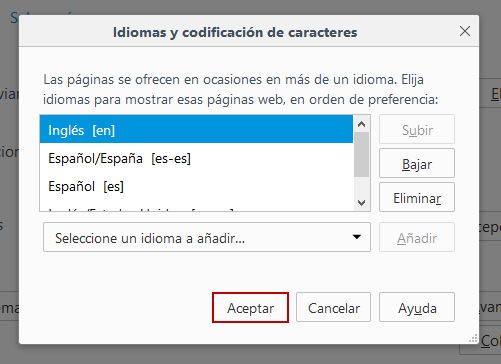 Idiomas y codificación de caracteres
Las páginas se ofrecen en ocasiones en más de un idioma. Elija
idiomas para mostrar esas páginas web, en orden de preferencia:
Inglés [en]
Subir
Español/España [es-es]
Bajar
Español [es]
Eliminar
Seleccione un idioma a añadir...
Añadir
Aceptar
Cancelar
Ayuda